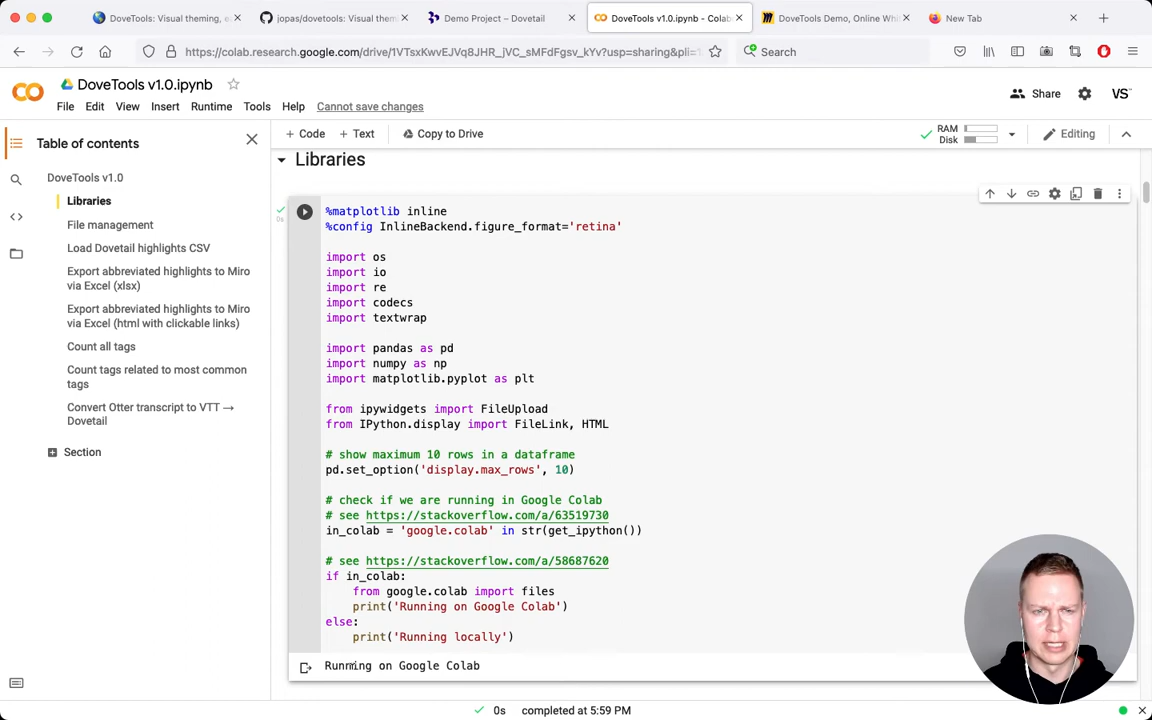 DoveTools: Visual theming, e
jopas/dovetools: Visual them
Demo Project – Dovetail
DoveTools v1.0.ipynb - Colab
DoveTools Demo, Online Whi
New Tab
https://colab.research.google.com/drive/1VTsxKwvEJVq8JHR_jVC_sMFdFgsv_kYv?usp=sharing&pli=1
Search
DoveTools v1.0.ipynb
File Edit View Insert Runtime Tools Help Cannot save changes
Share
VS
Table of contents
DoveTools v1.0
Libraries
File management
Load Dovetail highlights CSV
Export abbreviated highlights to Miro
via Excel (xlsx)
Export abbreviated highlights to Miro
via Excel (html with clickable links)
Count all tags
Count tags related to most common
tags
Convert Otter transcript to VTT →
Dovetail
Section
+ Code + Text Copy to Drive
RAM
Disk
Editing
Libraries
0s
%matplotlib inline
%config InlineBackend.figure_format='retina'
import os
import io
import re
import codecs
import textwrap
import pandas as pd
import numpy as np
import matplotlib.pyplot as plt
from ipywidgets import FileUpload
from IPython.display import FileLink, HTML
# show maximum 10 rows in a dataframe
pd.set_option('display.max_rows', 10)
# check if we are running in Google Colab
# see https://stackoverflow.com/a/63519730
in_colab = 'google.colab' in str(get_ipython())
# see https://stackoverflow.com/a/58687620
if in_colab:
from google.colab import files
print('Running on Google Colab')
else:
print('Running locally')
Running on Google Colab
0s completed at 5:59 PM